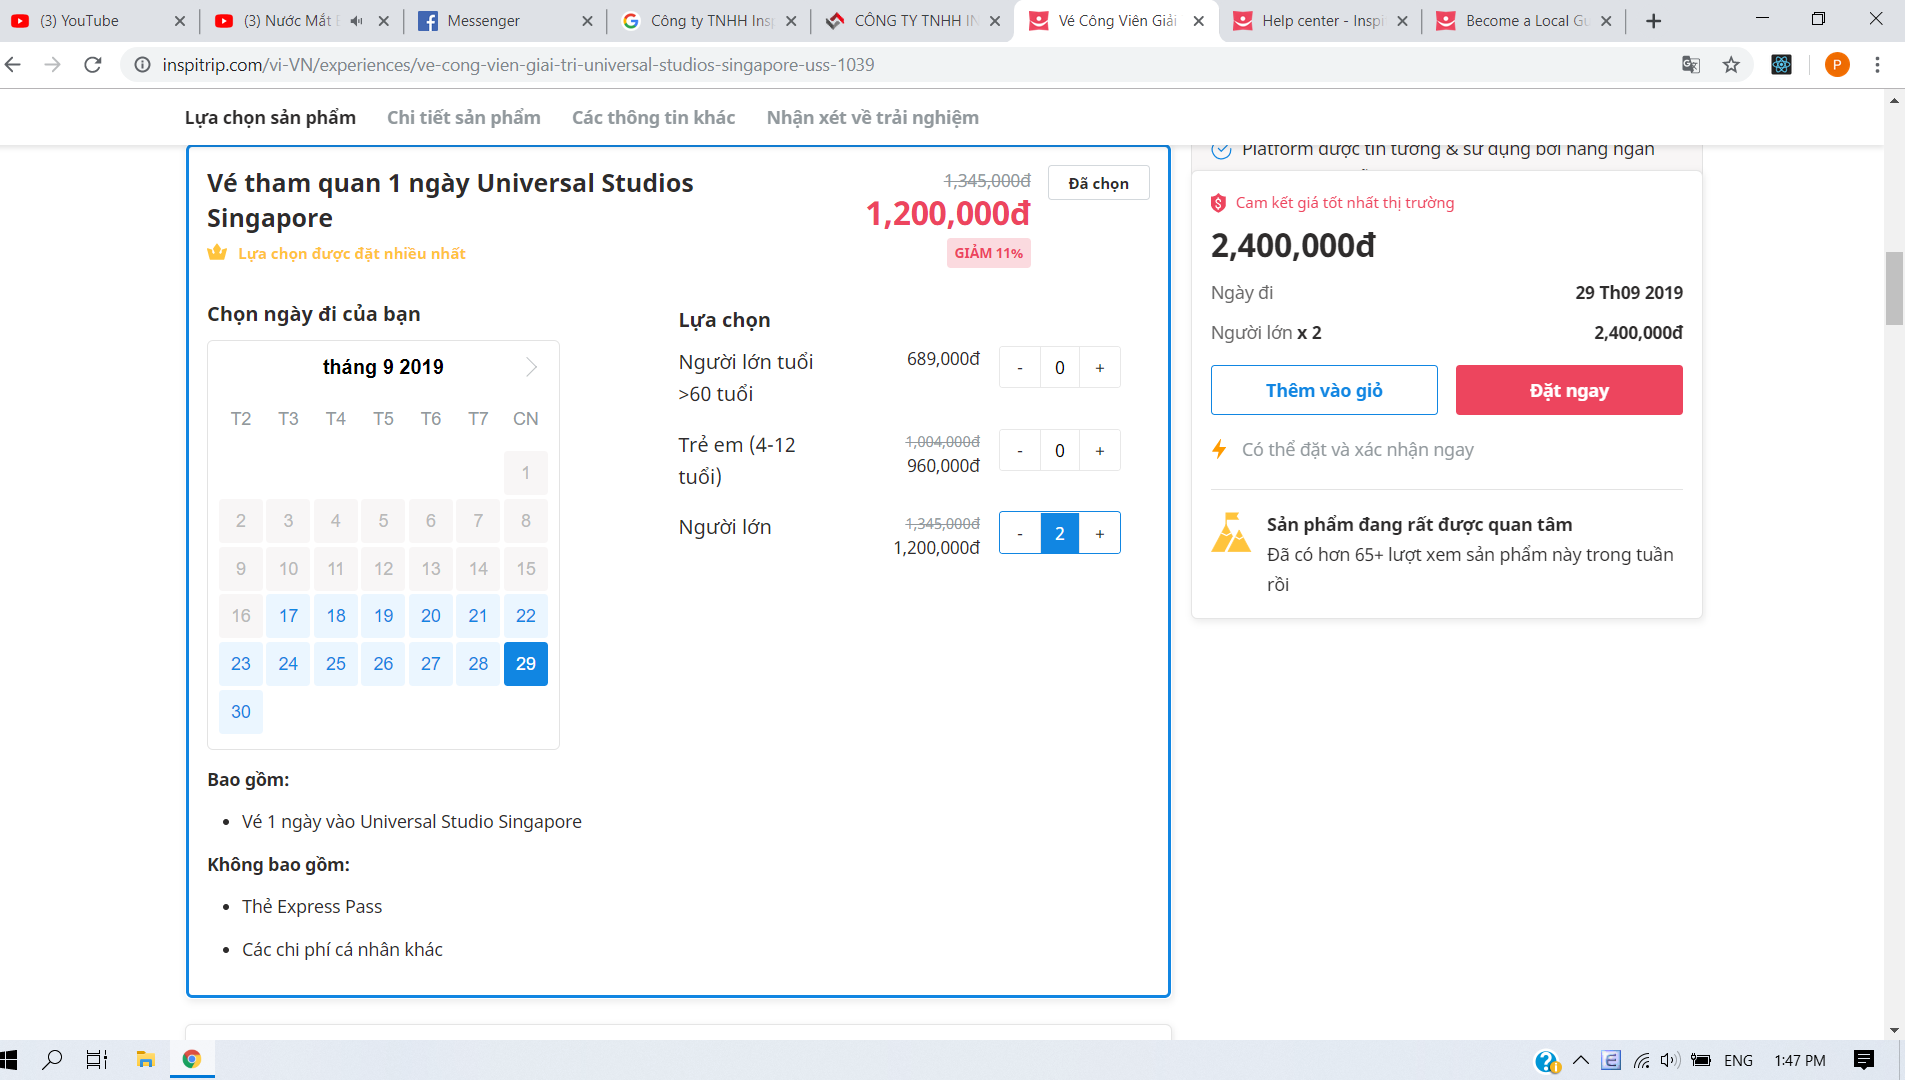 (3) YouTube
(3) Nước Mắt
Messenger
Công ty TNHH Insp
CÔNG TY TNHH IN
Vé Công Viên Giải
Help center - Inspi
Become a Local Gu
inspitrip.com/vi-VN/experiences/ve-cong-vien-giai-tri-universal-studios-singapore-uss-1039
P
Lựa chọn sản phẩm
Chi tiết sản phẩm
Các thông tin khác
Nhận xét về trải nghiệm
Vé tham quan 1 ngày Universal Studios
Singapore
Lựa chọn được đặt nhiều nhất
1,345,000đ
1,200,000đ
GIẢM 11%
Đã chọn
Chọn ngày đi của bạn
tháng 9 2019
T2 T3 T4 T5 T6 T7 CN
1
2 3 4 5 6 7 8
9 10 11 12 13 14 15
16 17 18 19 20 21 22
23 24 25 26 27 28 29
30
Lựa chọn
Người lớn tuổi
>60 tuổi
689,000đ
- 0 +
Trẻ em (4-12
tuổi)
1,004,000đ
960,000đ
- 0 +
Người lớn
1,345,000đ
1,200,000đ
- 2 +
Bao gồm:
• Vé 1 ngày vào Universal Studio Singapore
Không bao gồm:
• Thẻ Express Pass
• Các chi phí cá nhân khác
Platform được tin tưởng & sử dụng bởi hàng ngàn
Cam kết giá tốt nhất thị trường
2,400,000đ
Ngày đi 29 Th09 2019
Người lớn x 2 2,400,000đ
Thêm vào giỏ
Đặt ngay
Có thể đặt và xác nhận ngay
Sản phẩm đang rất được quan tâm
Đã có hơn 65+ lượt xem sản phẩm này trong tuần
rồi
ENG
1:47 PM